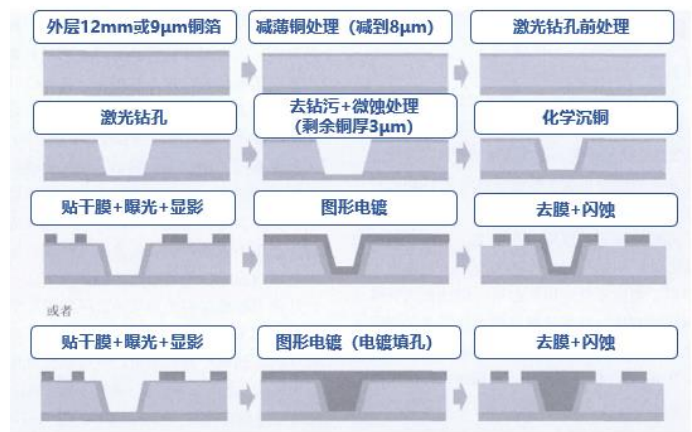 外层12mm或9μm铜箔
减薄铜处理（减到8μm）
激光钻孔前处理
激光钻孔
去钻污+微蚀处理
(剩余铜厚3μm)
化学沉铜
贴干膜+曝光+显影
图形电镀
去膜+闪蚀
或者
贴干膜+曝光+显影
图形电镀（电镀填孔）
去膜+闪蚀